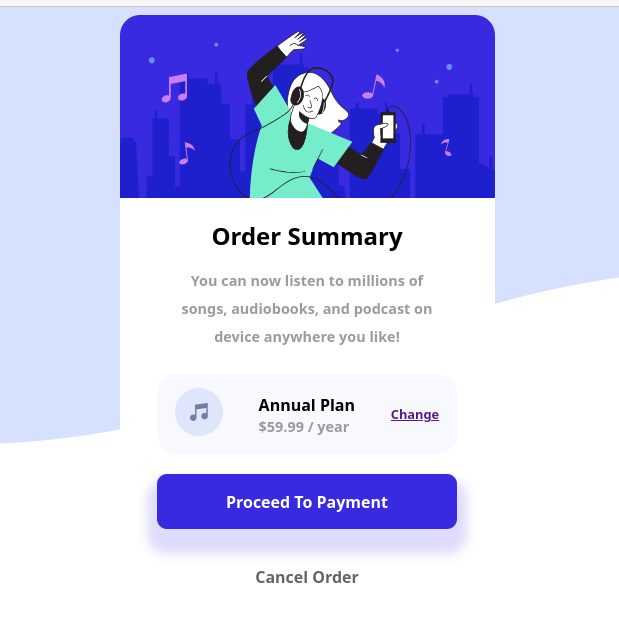 Order Summary
You can now listen to millions of
songs, audiobooks, and podcast on
device anywhere you like!
Annual Plan
$59.99 / year
Change
Proceed To Payment
Cancel Order